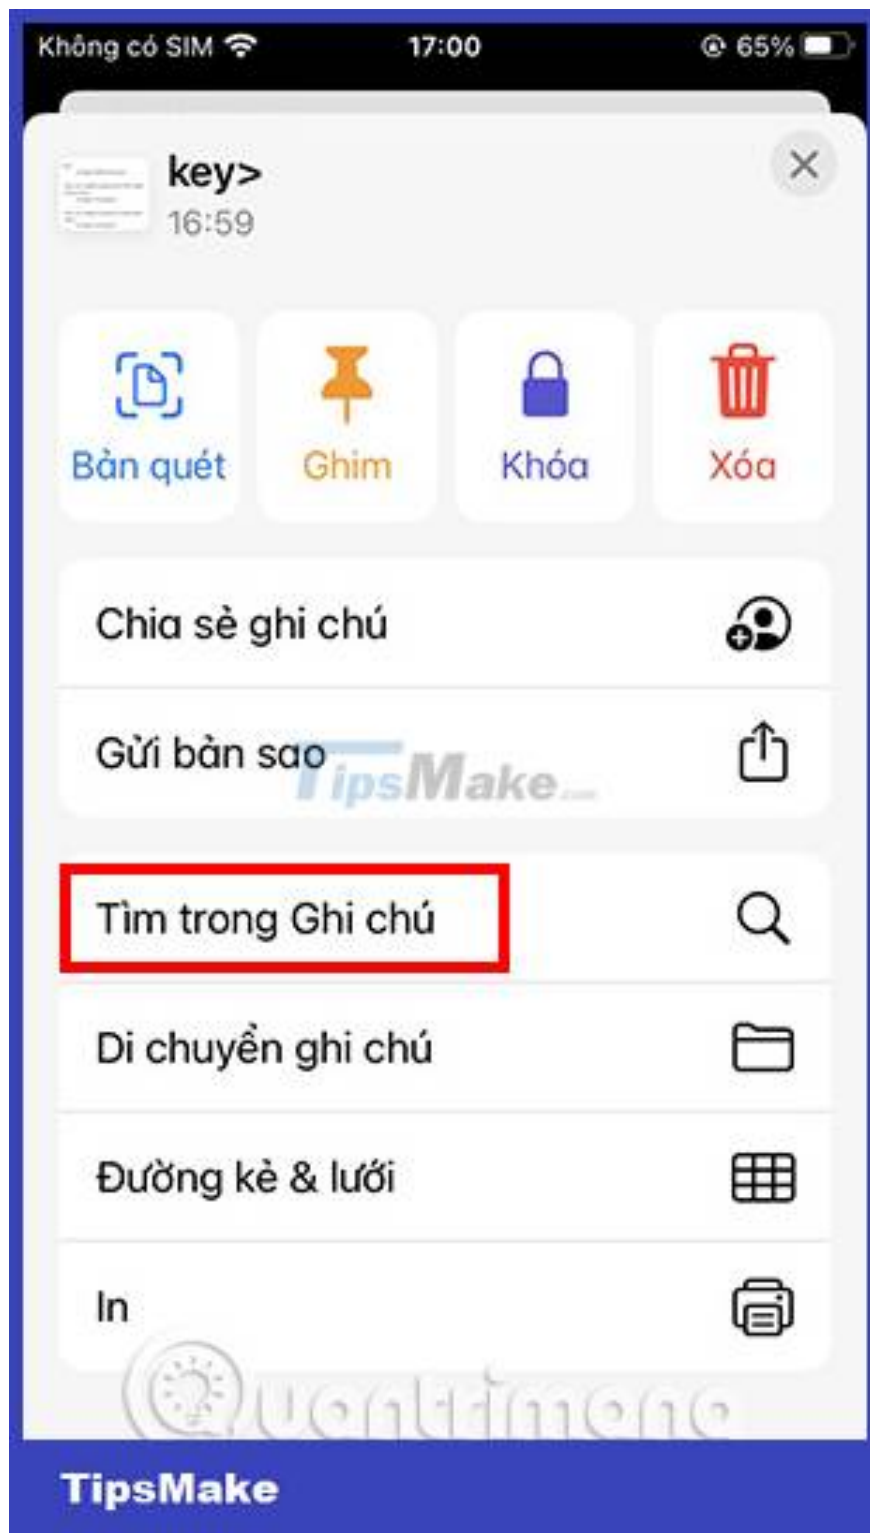 Không có SIM 17:00 65%
key>
16:59
Bản quét Ghim Khóa Xóa
Chia sẻ ghi chú
Gửi bản sao
TipsMake.com
Tìm trong Ghi chú
Di chuyển ghi chú
Đường kẻ & lưới
In
Quantrimang
TipsMake